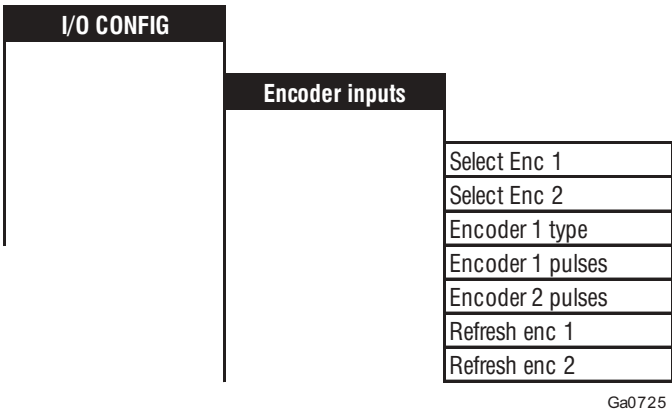 I/O CONFIG
Encoder inputs
Select Enc 1
Select Enc 2
Encoder 1 type
Encoder 1 pulses
Encoder 2 pulses
Refresh enc 1
Refresh enc 2
Ga0725